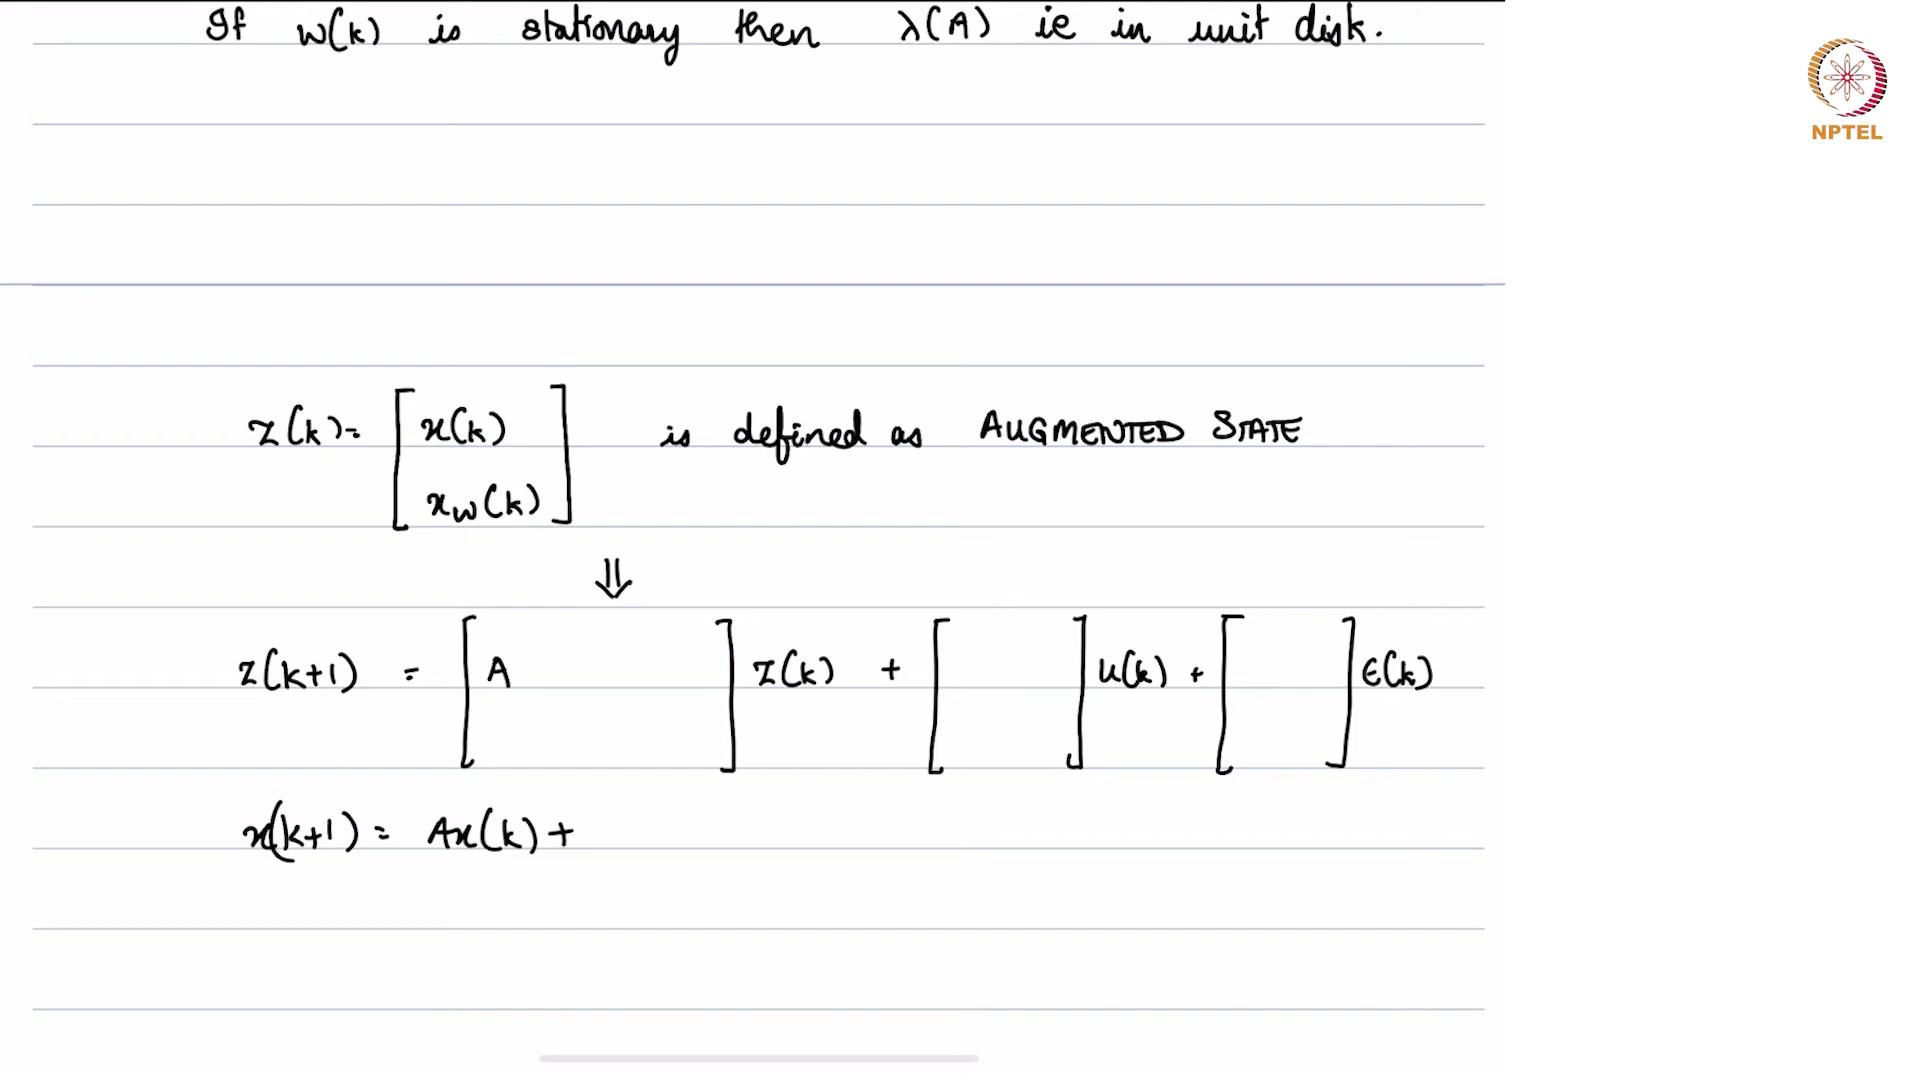 If w(k) is stationary then λ(A) ie in unit disk.
NPTEL
z(k) = [ x(k) x_w(k) ] is defined as AUGMENTED STATE
⇓
z(k+1) = [ A ] z(k) + [ ] u(k) + [ ] ϵ(k)
x(k+1) = Ax(k) +